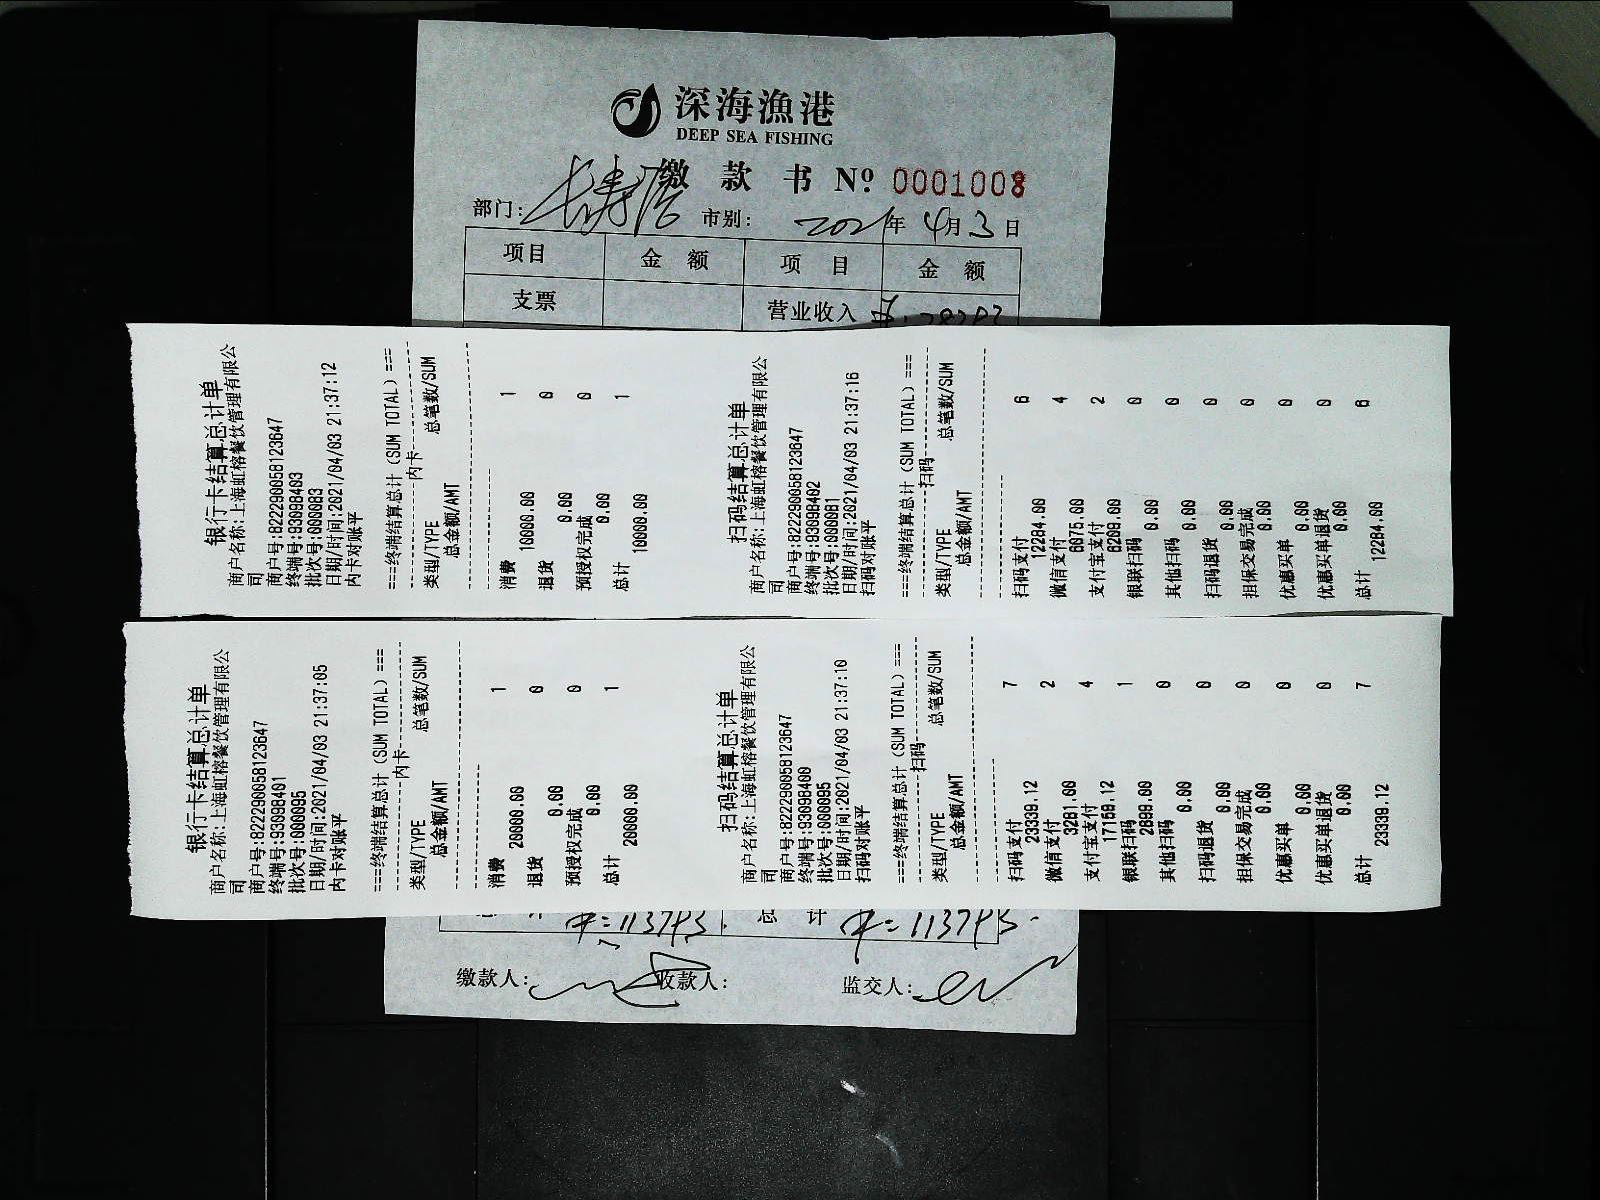 深海漁港
DEEP SEA FISHING
缴款书 Nº 0001008
部门: 长寿店 市别: 2021年4月3日
项目 金额 项目 金额
支票 营业收入
银行卡结算总计单
商户名称:上海虹榕餐饮管理有限公
司
商户号:822290058123647
终端号:93098403
批次号:000083
日期/时间:2021/04/03 21:37:12
内卡对账平
===终端结算总计(SUM TOTAL)===
内卡
类型/TYPE 总笔数/SUM
总金额/AMT
消费 1
10000.00
退货 0
0.00
预授权完成 0
0.00
总计 1
10000.00
扫码结算总计单
商户名称:上海虹榕餐饮管理有限公
司
商户号:822290058123647
终端号:93098402
批次号:000081
日期/时间:2021/04/03 21:37:16
扫码对账平
===终端结算总计(SUM TOTAL)===
扫码
类型/TYPE 总笔数/SUM
总金额/AMT
扫码支付 6
12284.00
微信支付 4
6075.00
支付宝支付 2
6209.00
银联扫码 0
0.00
其他扫码 0
0.00
扫码退货 0
0.00
担保交易完成 0
0.00
优惠买单 0
0.00
优惠买单退货 0
0.00
总计 6
12284.00
银行卡结算总计单
商户名称:上海虹榕餐饮管理有限公
司
商户号:822290058123647
终端号:93098401
批次号:000095
日期/时间:2021/04/03 21:37:05
内卡对账平
===终端结算总计(SUM TOTAL)===
内卡
类型/TYPE 总笔数/SUM
总金额/AMT
消费 1
20000.00
退货 0
0.00
预授权完成 0
0.00
总计 1
20000.00
扫码结算总计单
商户名称:上海虹榕餐饮管理有限公
司
商户号:822290058123647
终端号:93098400
批次号:000095
日期/时间:2021/04/03 21:37:10
扫码对账平
===终端结算总计(SUM TOTAL)===
扫码
类型/TYPE 总笔数/SUM
总金额/AMT
扫码支付 7
23339.12
微信支付 2
3281.00
支付宝支付 4
17159.12
银联扫码 1
2899.00
其他扫码 0
0.00
扫码退货 0
0.00
担保交易完成 0
0.00
优惠买单 0
0.00
优惠买单退货 0
0.00
总计 7
23339.12
总计
缴款人: 收款人: 监交人: